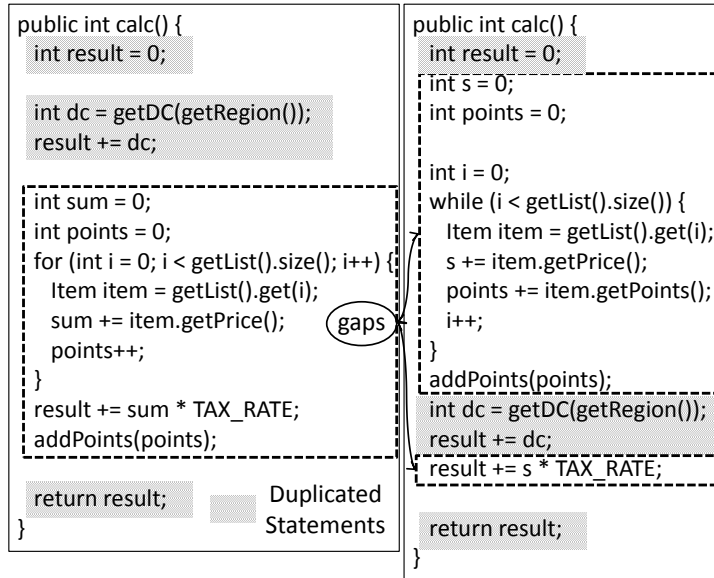 public int calc() {
int result = 0;
int dc = getDC(getRegion());
result += dc;
int sum = 0;
int points = 0;
for (int i = 0; i < getList().size(); i++) {
Item item = getList().get(i);
sum += item.getPrice();
points++;
}
result += sum * TAX_RATE;
addPoints(points);
return result;
}
Duplicated
Statements
gaps
public int calc() {
int result = 0;
int s = 0;
int points = 0;
int i = 0;
while (i < getList().size()) {
Item item = getList().get(i);
s += item.getPrice();
points += item.getPoints();
i++;
}
addPoints(points);
int dc = getDC(getRegion());
result += dc;
result += s * TAX_RATE;
return result;
}